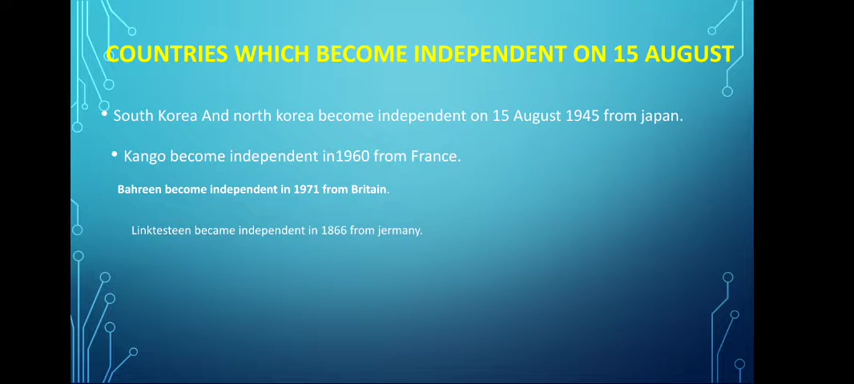 COUNTRIES WHICH BECOME INDEPENDENT ON 15 AUGUST
• South Korea And north korea become independent on 15 August 1945 from japan.
• Kango become independent in1960 from France.
Bahreen become independent in 1971 from Britain.
Linktesteen became independent in 1866 from jermany.